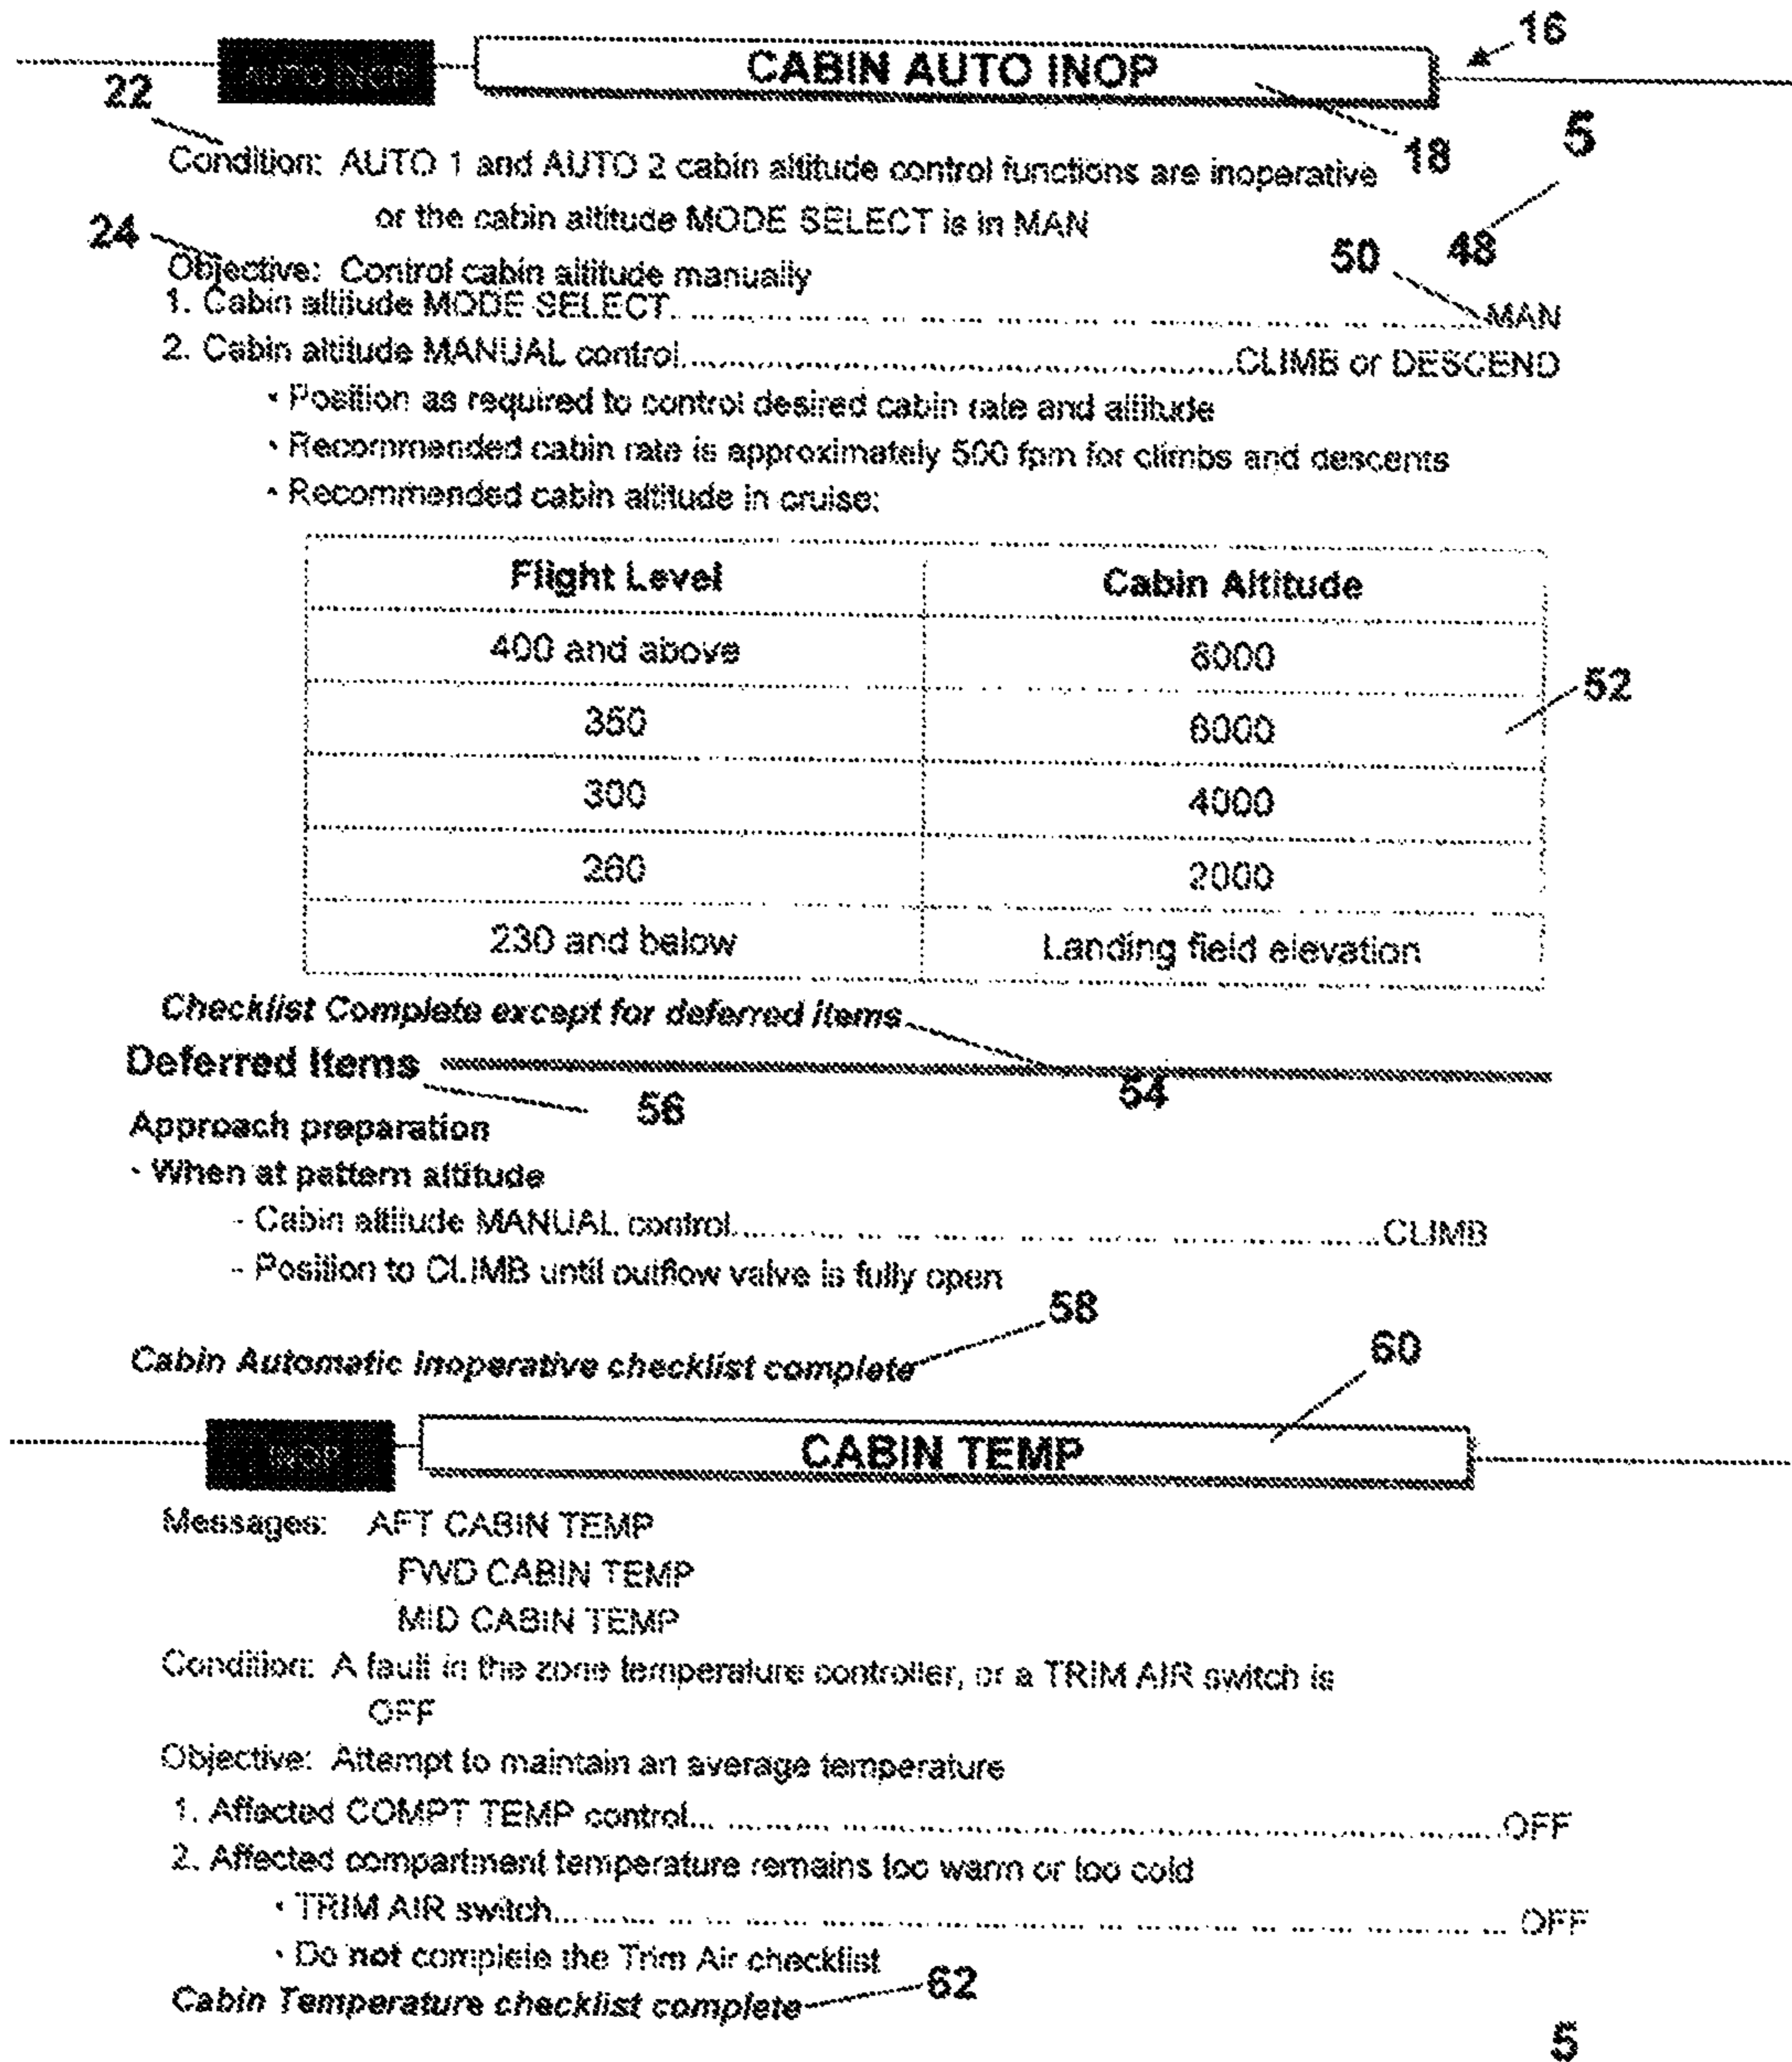 AUTO INOP CABIN AUTO INOP 16
22 18 5
Condition: AUTO 1 and AUTO 2 cabin altitude control functions are inoperative
or the cabin altitude MODE SELECT is in MAN
24 50 48
Objective: Control cabin altitude manually
1. Cabin altitude MODE SELECT.....MAN
2. Cabin altitude MANUAL control.....CLIMB or DESCEND
• Position as required to control desired cabin rate and altitude
• Recommended cabin rate is approximately 500 fpm for climbs and descents
• Recommended cabin altitude in cruise:
Flight Level Cabin Altitude
400 and above 8000
350 6000 52
300 4000
260 2000
230 and below Landing field elevation
Checklist Complete except for deferred items
Deferred Items 54
56
Approach preparation
• When at pattern altitude
- Cabin altitude MANUAL control.....CLIMB
- Position to CLIMB until outflow valve is fully open
58
Cabin Automatic Inoperative checklist complete 60
INOP CABIN TEMP
Messages: AFT CABIN TEMP
FWD CABIN TEMP
MID CABIN TEMP
Condition: A fault in the zone temperature controller, or a TRIM AIR switch is
OFF
Objective: Attempt to maintain an average temperature
1. Affected COMPT TEMP control.....OFF
2. Affected compartment temperature remains too warm or too cold
• TRIM AIR switch.....OFF
• Do not complete the Trim Air checklist
Cabin Temperature checklist complete 62
5